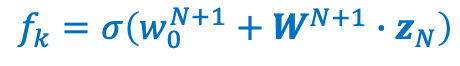 f_k = σ(w_0^{N+1} + W^{N+1} · z_N)